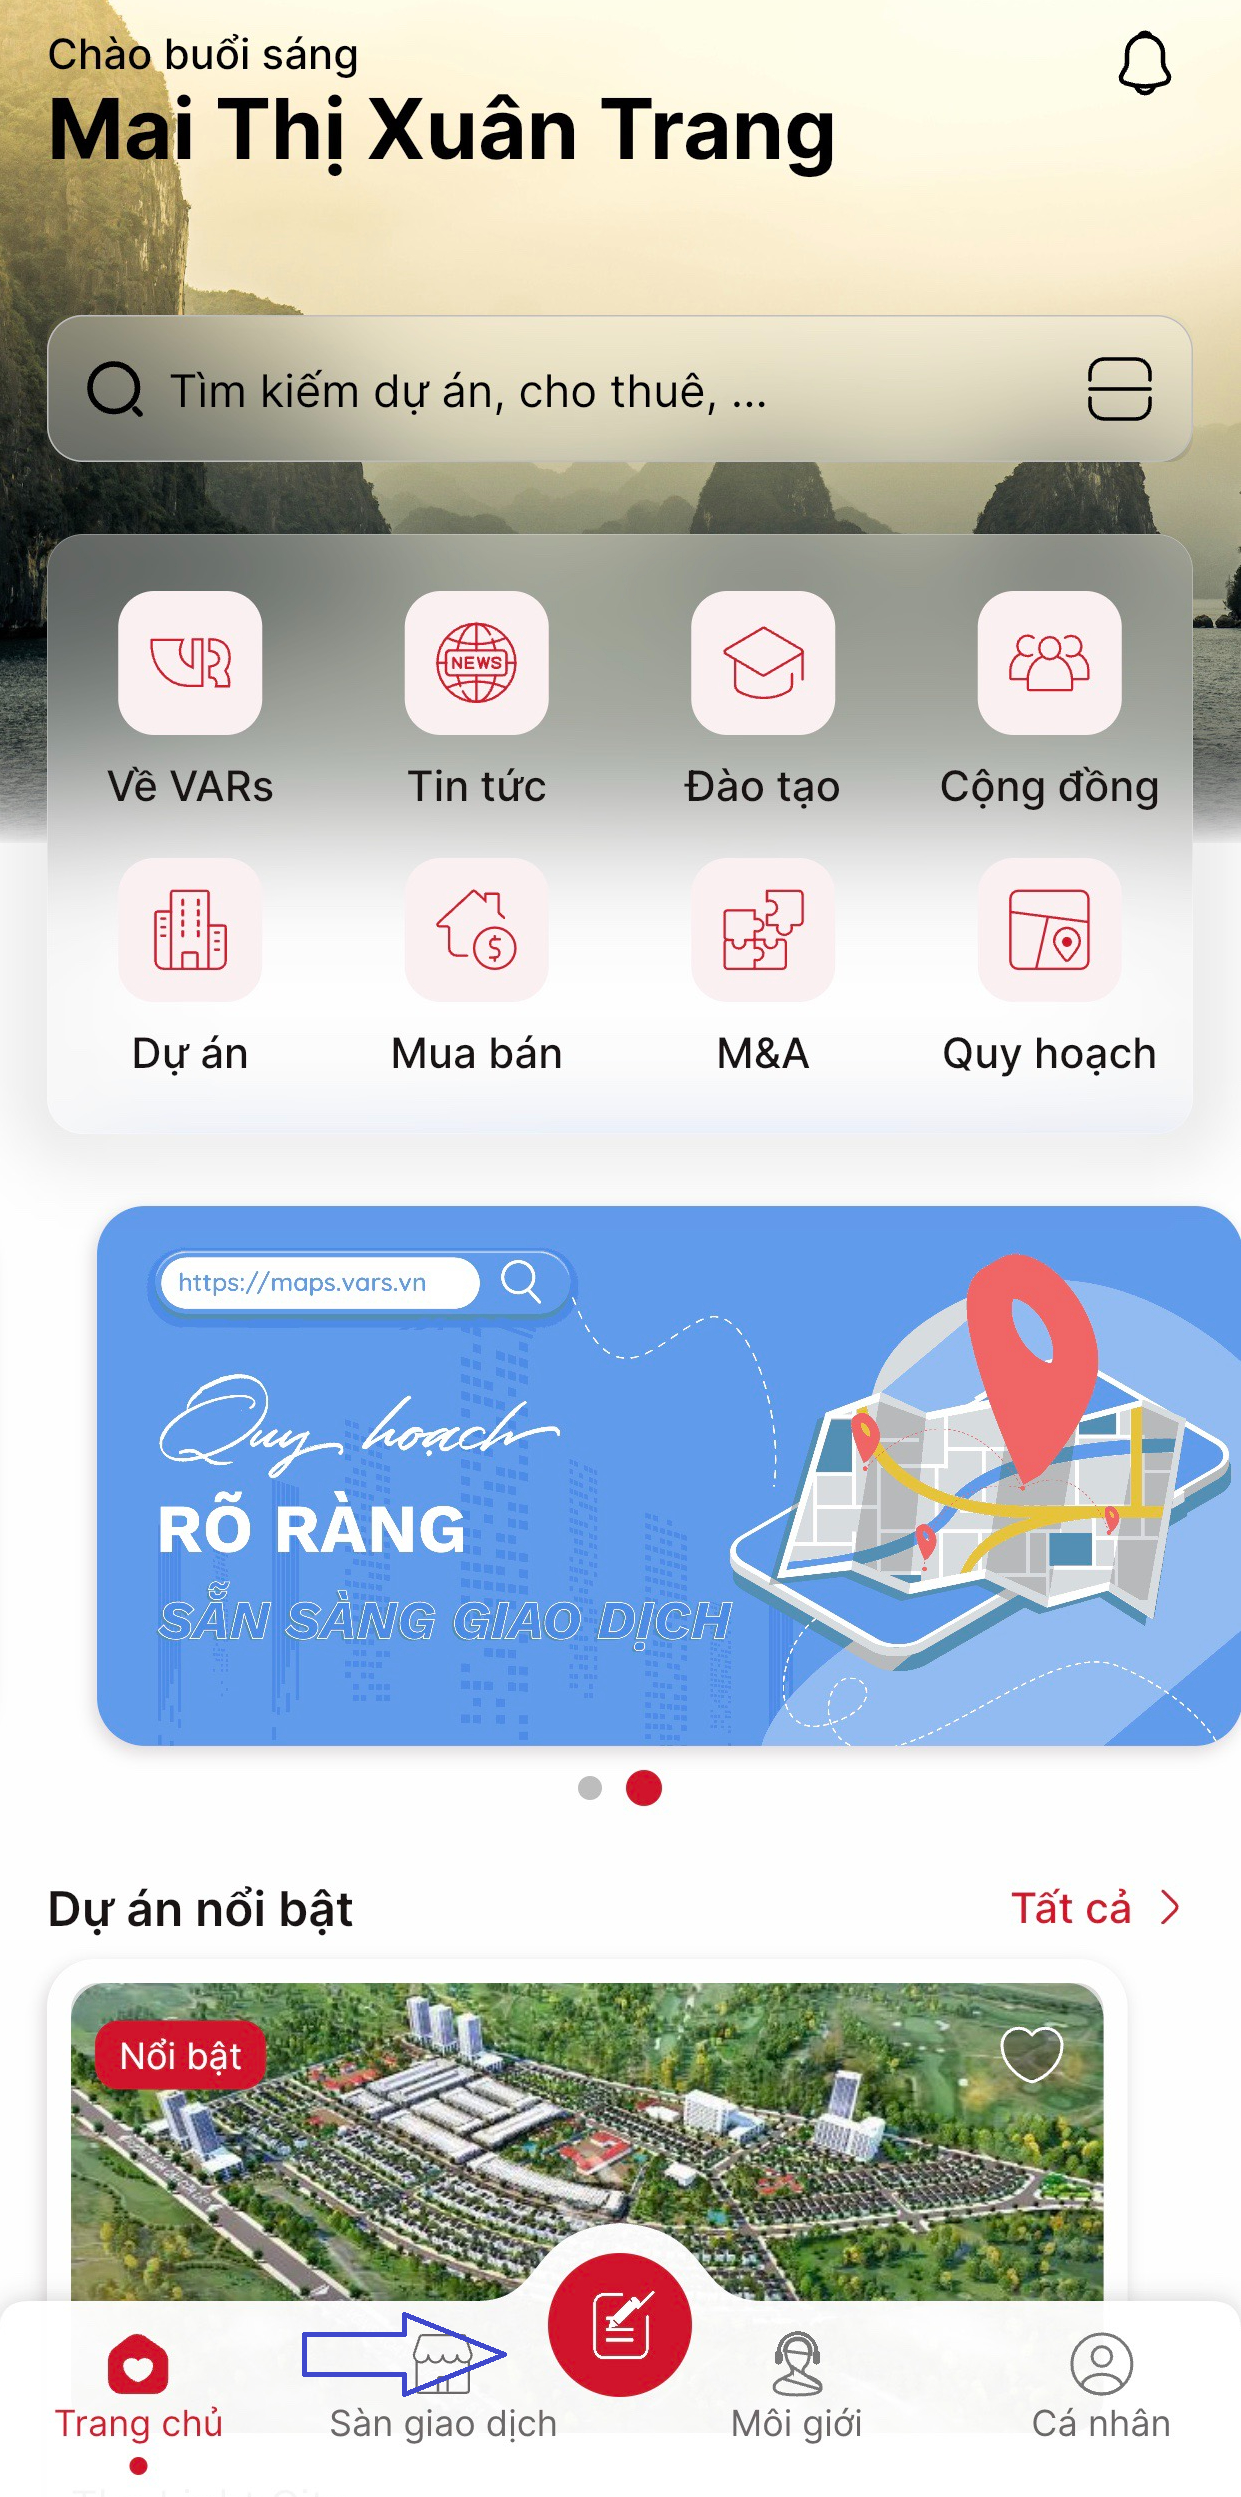 Chào buổi sáng
Mai Thị Xuân Trang
Tìm kiếm dự án, cho thuê, ...
NEWS
Về VARs
Tin tức
Đào tạo
Cộng đồng
Dự án
Mua bán
M&A
Quy hoạch
https://maps.vars.vn
Quy hoạch
RÕ RÀNG
SẴN SÀNG GIAO DỊCH
Dự án nổi bật
Tất cả
Nổi bật
Trang chủ
Sàn giao dịch
Môi giới
Cá nhân